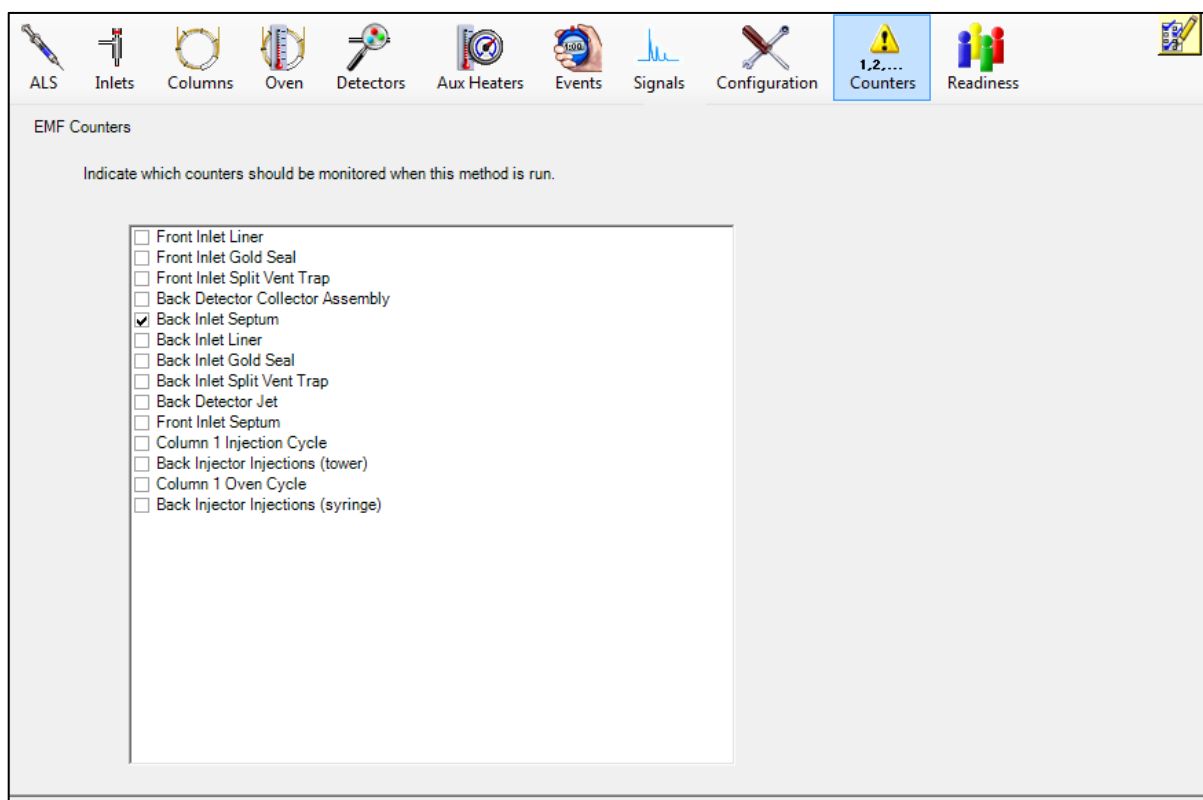 1:00
1,2,...
ALS Inlets Columns Oven Detectors Aux Heaters Events Signals Configuration Counters Readiness
EMF Counters
Indicate which counters should be monitored when this method is run.
Front Inlet Liner
Front Inlet Gold Seal
Front Inlet Split Vent Trap
Back Detector Collector Assembly
Back Inlet Septum
Back Inlet Liner
Back Inlet Gold Seal
Back Inlet Split Vent Trap
Back Detector Jet
Front Inlet Septum
Column 1 Injection Cycle
Back Injector Injections (tower)
Column 1 Oven Cycle
Back Injector Injections (syringe)